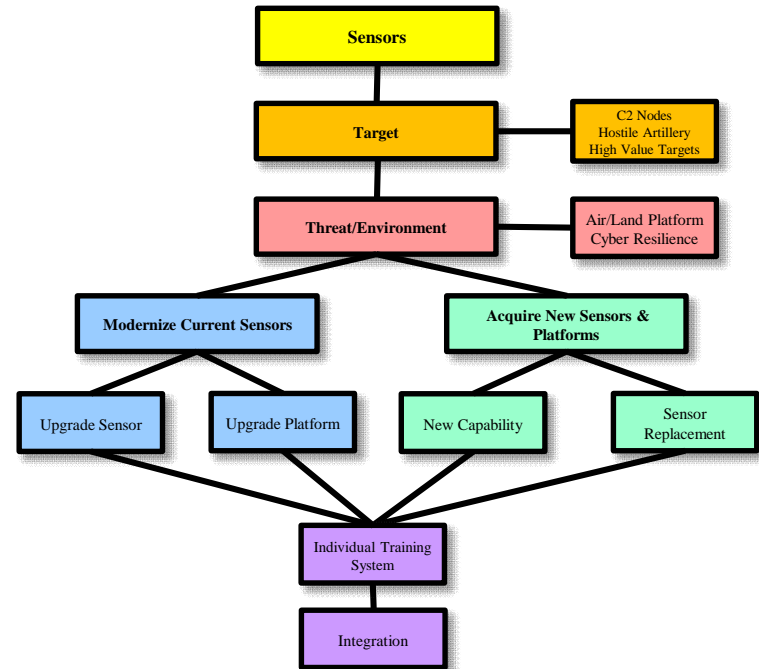 Sensors
Target
C2 Nodes
Hostile Artillery
High Value Targets
Threat/Environment
Air/Land Platform
Cyber Resilience
Modernize Current Sensors
Acquire New Sensors &
Platforms
Upgrade Sensor
Upgrade Platform
New Capability
Sensor
Replacement
Individual Training
System
Integration